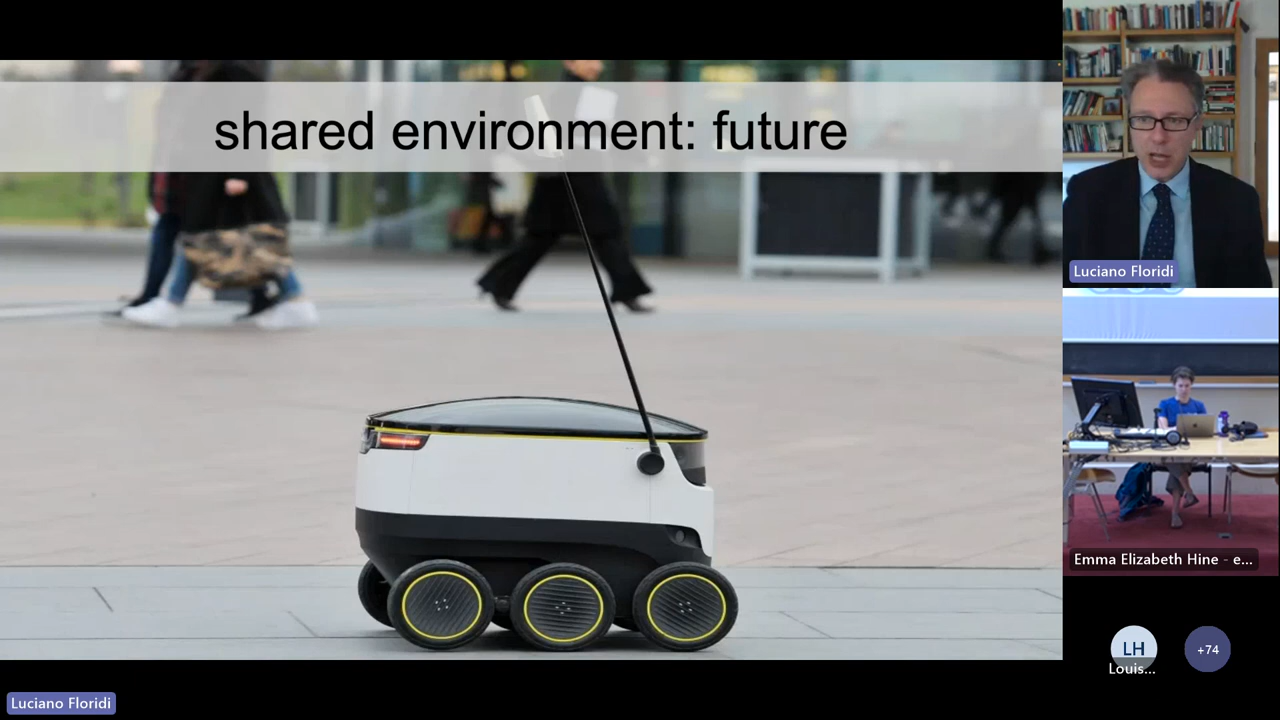 shared environment: future
Luciano Floridi
Emma Elizabeth Hine - e...
LH
Louis...
+74
Luciano Floridi